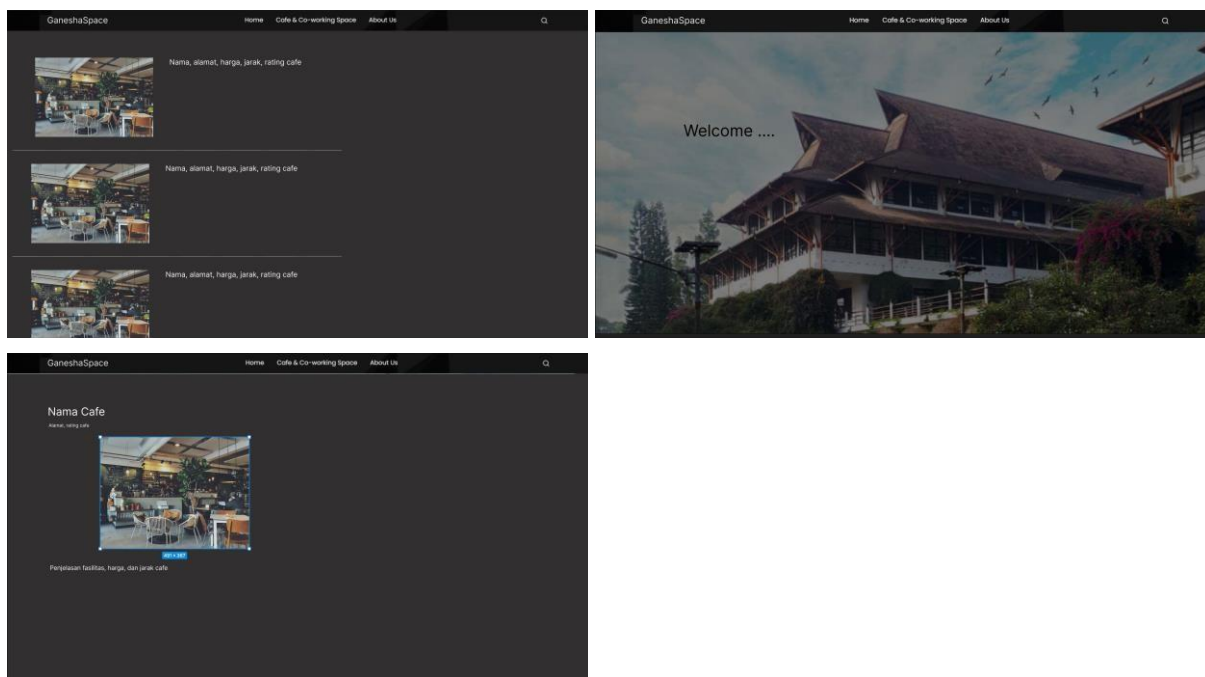 GaneshaSpace
Home Cafe & Co-working Space About Us
Nama, alamat, harga, jarak, rating cafe
Nama, alamat, harga, jarak, rating cafe
Nama, alamat, harga, jarak, rating cafe
GaneshaSpace
Home Cafe & Co-working Space About Us
Welcome ....
GaneshaSpace
Home Cafe & Co-working Space About Us
Nama Cafe
Alamat, rating cafe
Penjelasan fasilitas, harga, dan jarak cafe